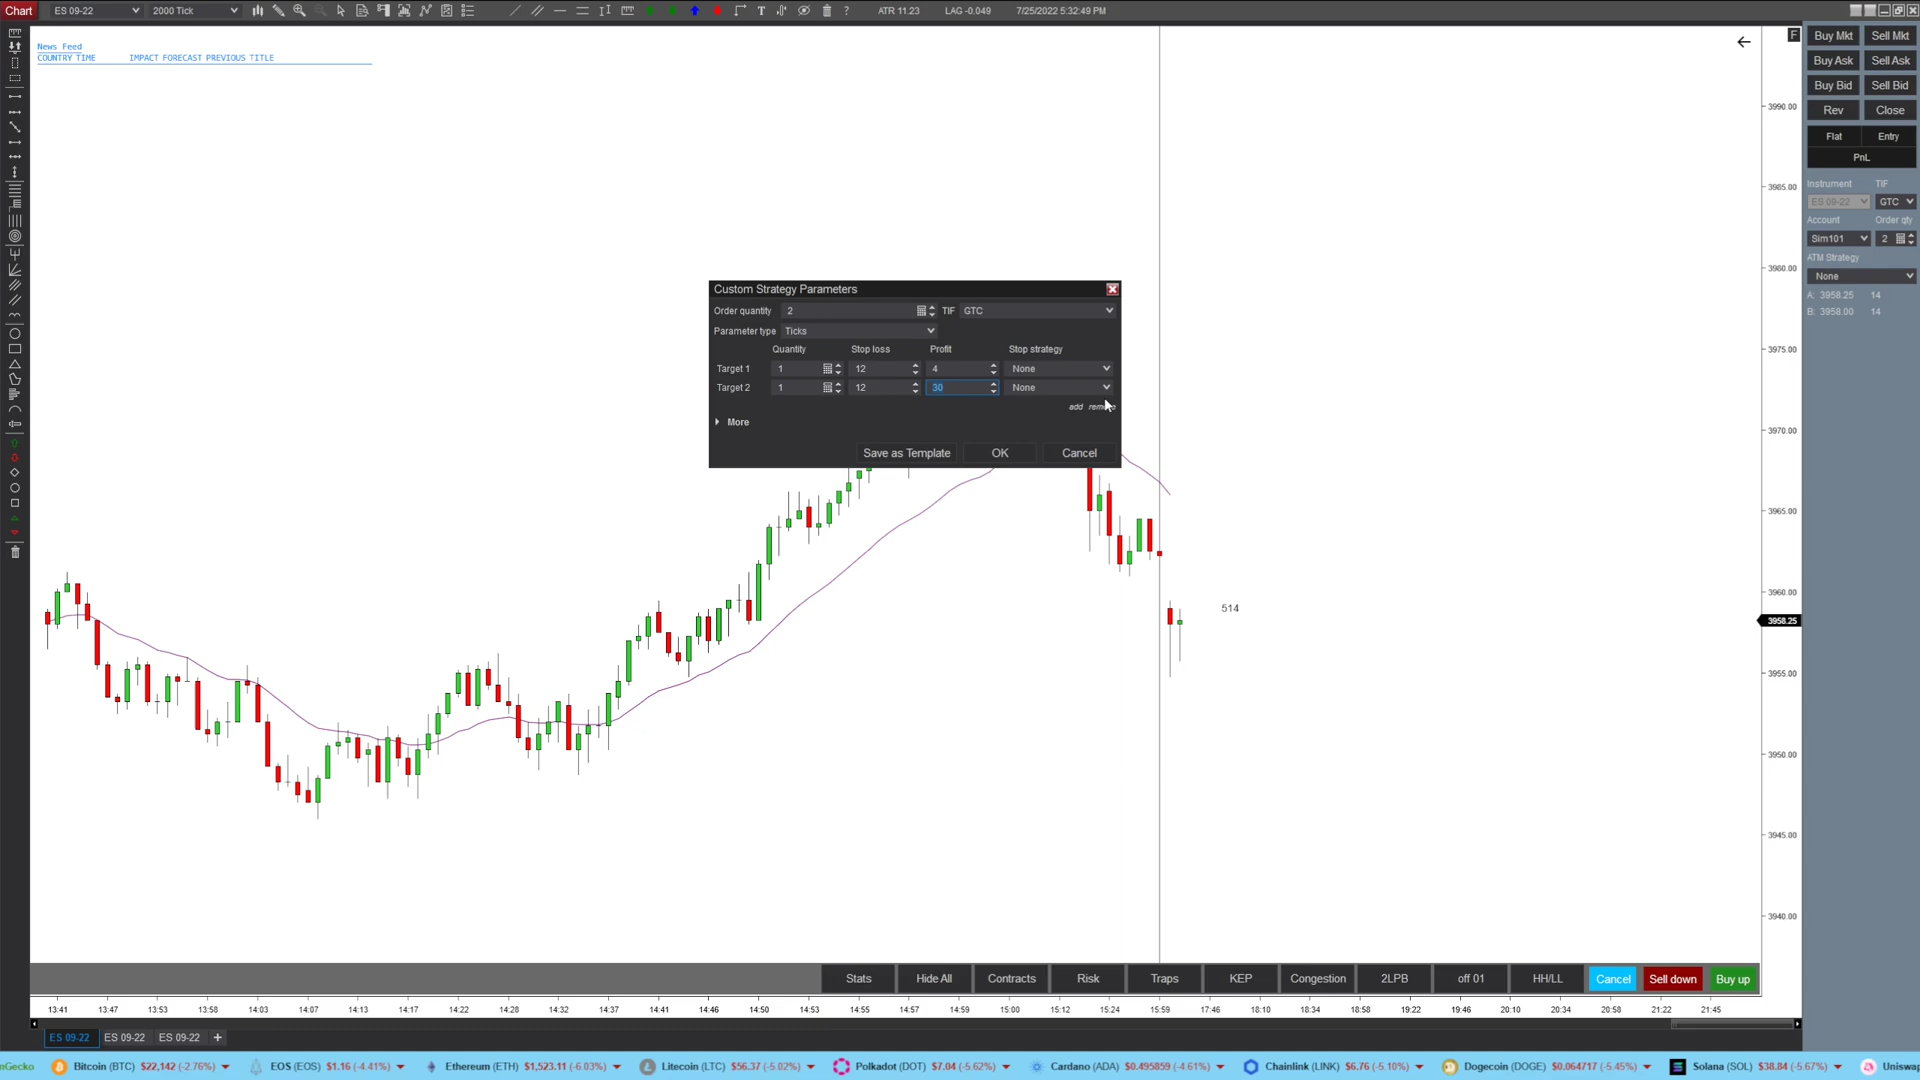 Chart ES 09-22 2000 Tick T ? ATR 11.23 LAG -0.049 7/25/2022 5:32:49 PM
News Feed
COUNTRY TIME IMPACT FORECAST PREVIOUS TITLE
F
Buy Mkt Sell Mkt
Buy Ask Sell Ask
Buy Bid Sell Bid
Rev Close
Flat Entry
PnL
Instrument TIF
ES 09-22 GTC
Account Order qty
Sim101 2
ATM Strategy
None
A: 3958.25 14
B: 3958.00 14
3990.00
3985.00
3980.00
3975.00
3970.00
3965.00
3960.00
3958.25
3955.00
3950.00
3945.00
3940.00
Custom Strategy Parameters
Order quantity 2 TIF GTC
Parameter type Ticks
Quantity Stop loss Profit Stop strategy
Target 1 1 12 4 None
Target 2 1 12 30 None
add
More
Save as Template OK Cancel
514
Stats Hide All Contracts Risk Traps KEP Congestion 2LPB off 01 HH/LL Cancel Sell down Buy up
13:41 13:47 13:53 13:58 14:03 14:07 14:12 14:17 14:22 14:28 14:32 14:37 14:41 14:46 14:50 14:53 14:57 14:59 15:00 15:12 15:24 15:59 17:46 18:10 18:34 18:58 19:22 19:46 20:10 20:34 20:58 21:22 21:45
ES 09-22 ES 09-22 ES 09-22 +
nGecko Bitcoin (BTC) $22,142 (-2.76%) EOS (EOS) $1.16 (-4.41%) Ethereum (ETH) $1,523.11 (-6.03%) Litecoin (LTC) $56.37 (-5.02%) Polkadot (DOT) $7.04 (-5.62%) Cardano (ADA) $0.495859 (-4.61%) Chainlink (LINK) $6.76 (-5.10%) Dogecoin (DOGE) $0.064717 (-5.45%) Solana (SOL) $38.84 (-5.67%) Uniswap